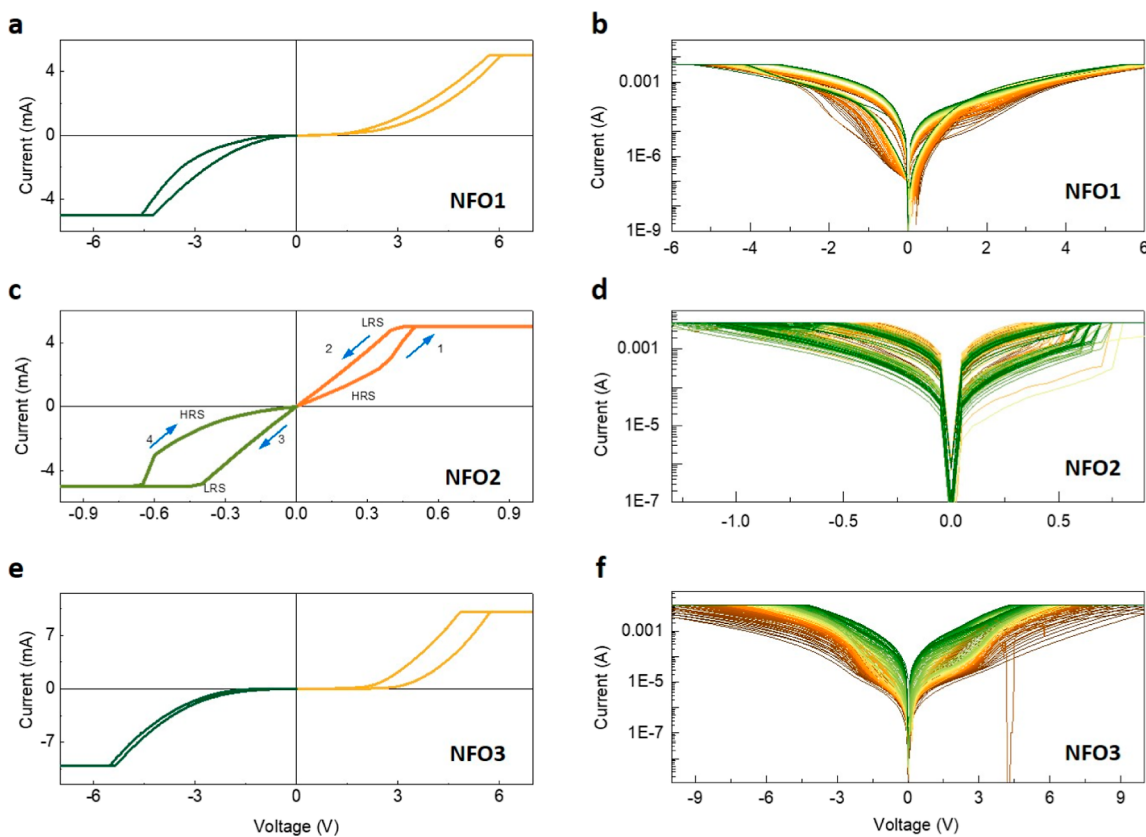 a
Current (mA)
4
0
-4
NFO1
-6
-3
0
3
6
b
Current (A)
0.001
1E-6
1E-9
NFO1
-6
-4
-2
0
2
4
6
c
Current (mA)
4
0
-4
LRS
2
1
HRS
HRS
4
3
LRS
NFO2
-0.9
-0.6
-0.3
0.0
0.3
0.6
0.9
d
Current (A)
0.001
1E-5
1E-7
NFO2
-1.0
-0.5
0.0
0.5
e
Current (mA)
7
0
-7
NFO3
-6
-3
0
3
6
Voltage (V)
f
Current (A)
0.001
1E-5
1E-7
NFO3
-9
-6
-3
0
3
6
9
Voltage (V)